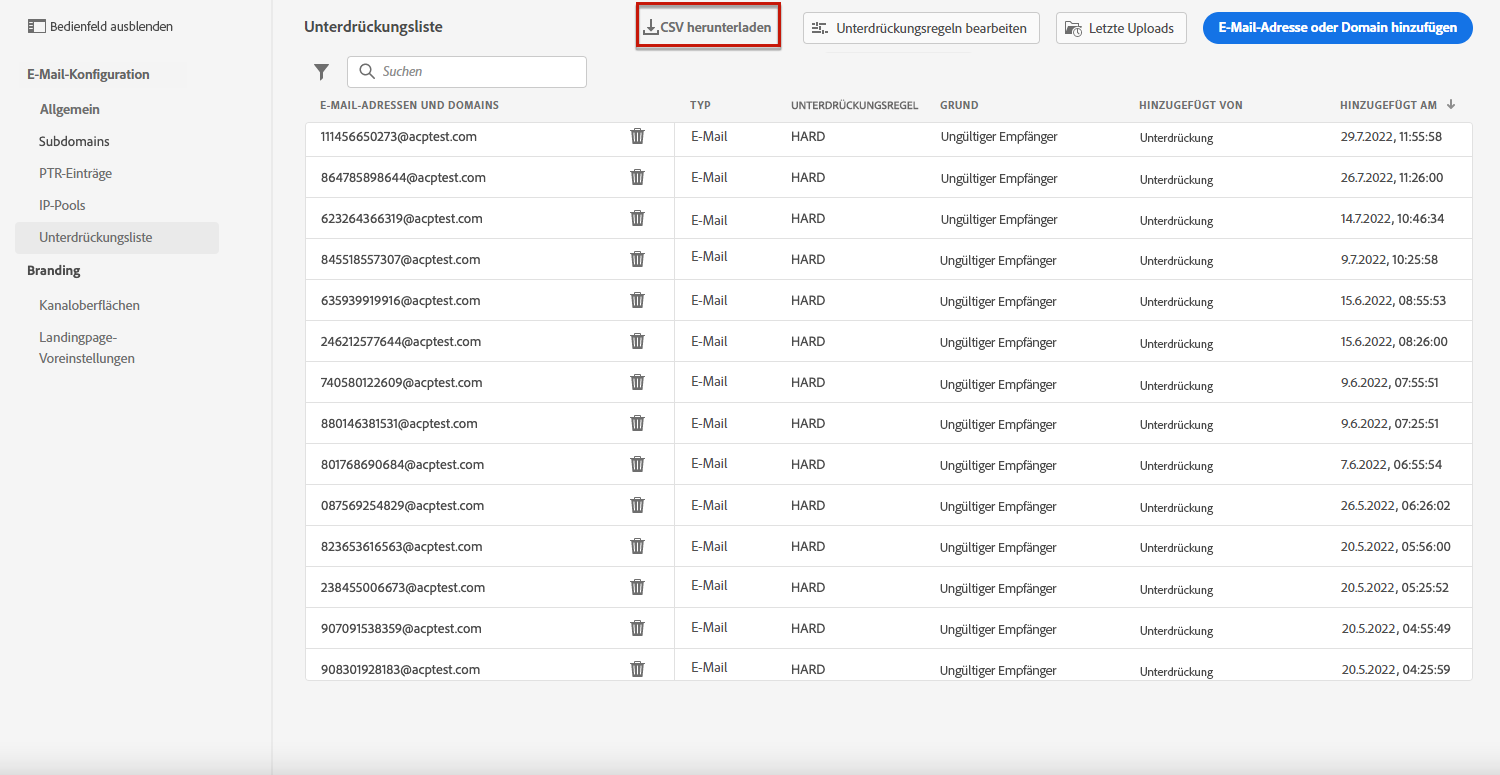 Bedienfeld ausblenden
E-Mail-Konfiguration
Allgemein
Subdomains
PTR-Einträge
IP-Pools
Unterdrückungsliste
Branding
Kanaloberflächen
Landingpage-
Voreinstellungen
Unterdrückungsliste CSV herunterladen Unterdrückungsregeln bearbeiten Letzte Uploads E-Mail-Adresse oder Domain hinzufügen
Suchen
E-MAIL-ADRESSEN UND DOMAINS TYP UNTERDRÜCKUNGSREGEL GRUND HINZUGEFÜGT VON HINZUGEFÜGT AM
111456650273@acptest.com E-Mail HARD Ungültiger Empfänger Unterdrückung 29.7.2022, 11:55:58
864785898644@acptest.com E-Mail HARD Ungültiger Empfänger Unterdrückung 26.7.2022, 11:26:00
623264366319@acptest.com E-Mail HARD Ungültiger Empfänger Unterdrückung 14.7.2022, 10:46:34
845518557307@acptest.com E-Mail HARD Ungültiger Empfänger Unterdrückung 9.7.2022, 10:25:58
635939919916@acptest.com E-Mail HARD Ungültiger Empfänger Unterdrückung 15.6.2022, 08:55:53
246212577644@acptest.com E-Mail HARD Ungültiger Empfänger Unterdrückung 15.6.2022, 08:26:00
740580122609@acptest.com E-Mail HARD Ungültiger Empfänger Unterdrückung 9.6.2022, 07:55:51
880146381531@acptest.com E-Mail HARD Ungültiger Empfänger Unterdrückung 9.6.2022, 07:25:51
801768690684@acptest.com E-Mail HARD Ungültiger Empfänger Unterdrückung 7.6.2022, 06:55:54
087569254829@acptest.com E-Mail HARD Ungültiger Empfänger Unterdrückung 26.5.2022, 06:26:02
823653616563@acptest.com E-Mail HARD Ungültiger Empfänger Unterdrückung 20.5.2022, 05:56:00
238455006673@acptest.com E-Mail HARD Ungültiger Empfänger Unterdrückung 20.5.2022, 05:25:52
907091538359@acptest.com E-Mail HARD Ungültiger Empfänger Unterdrückung 20.5.2022, 04:55:49
908301928183@acptest.com E-Mail HARD Ungültiger Empfänger Unterdrückung 20.5.2022, 04:25:59